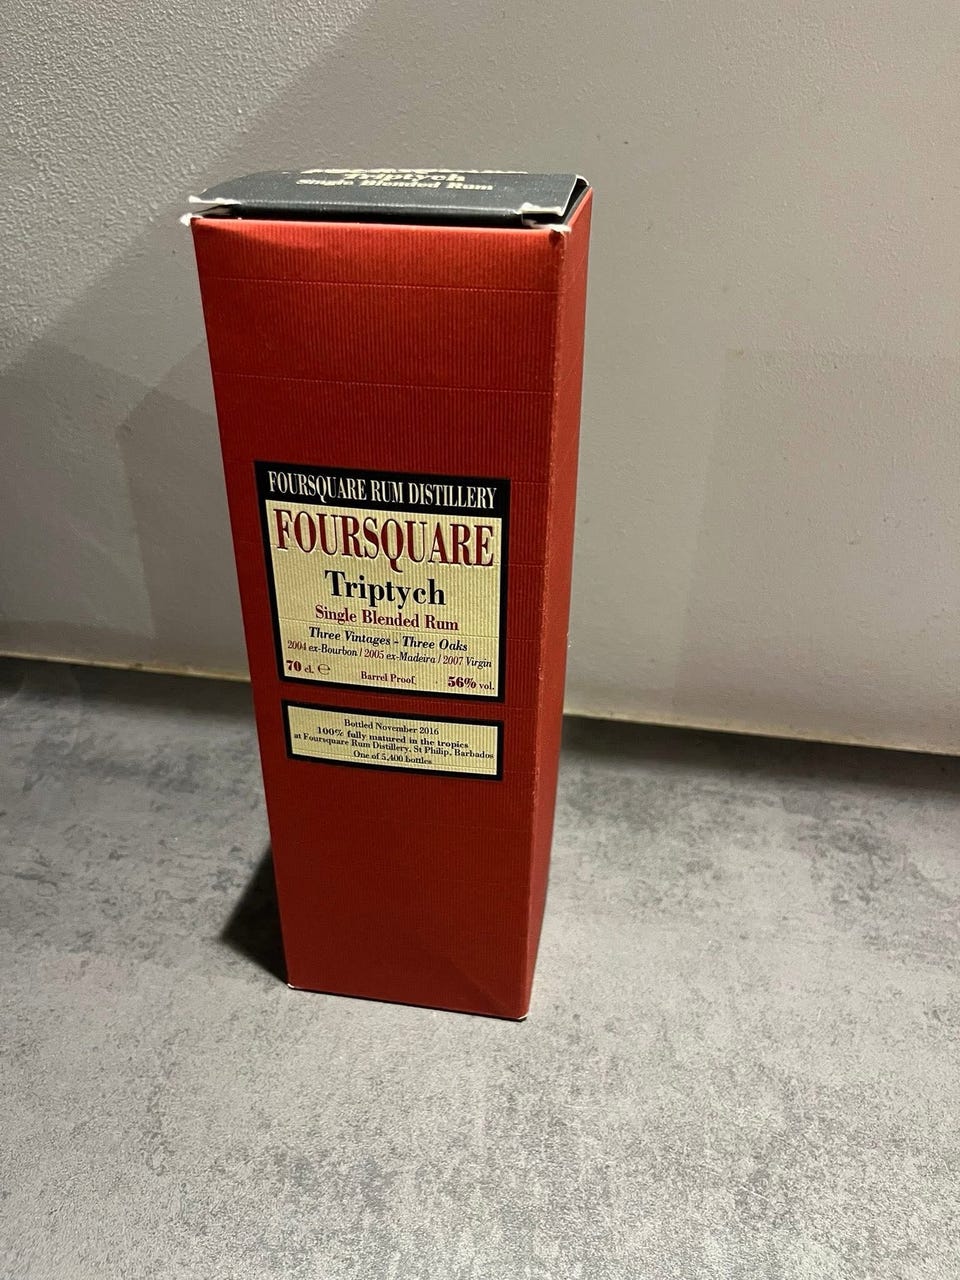 Triptych
Single Blended Rum
FOURSQUARE RUM DISTILLERY
FOURSQUARE
Triptych
Single Blended Rum
Three Vintages - Three Oaks
2004 ex-Bourbon / 2005 ex-Madeira / 2007 Virgin
70 cl. ℮ Barrel Proof 56% vol.
Bottled November 2016
100% fully matured in the tropics
at Foursquare Rum Distillery, St Philip, Barbados
One of 5,400 bottles